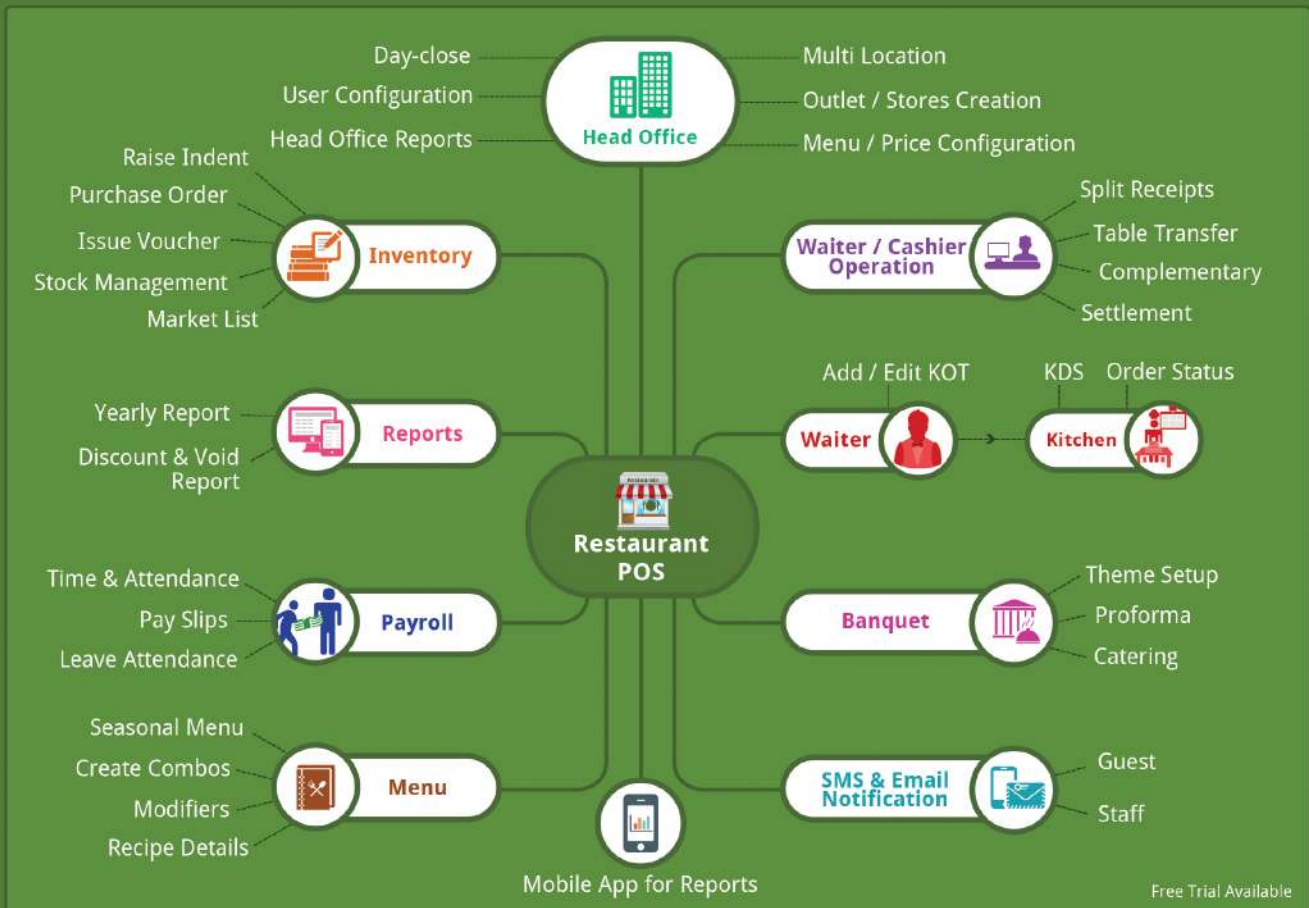 Day-close
User Configuration
Head Office Reports
Head Office
Multi Location
Outlet / Stores Creation
Menu / Price Configuration
Raise Indent
Purchase Order
Issue Voucher
Stock Management
Market List
Inventory
Waiter / Cashier
Operation
Split Receipts
Table Transfer
Complementary
Settlement
Yearly Report
Discount & Void
Report
Reports
Add / Edit KOT
Waiter
KDS
Order Status
Kitchen
Restaurant
POS
Time & Attendance
Pay Slips
Leave Attendance
Payroll
Banquet
Theme Setup
Proforma
Catering
Seasonal Menu
Create Combos
Modifiers
Recipe Details
Menu
SMS & Email
Notification
Guest
Staff
Mobile App for Reports
Free Trial Available